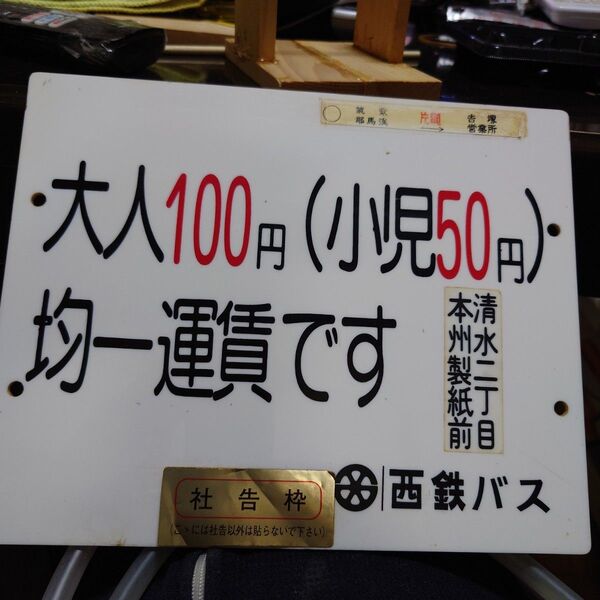 筑紫
耶馬渓
片道
吉塚
営業所
大人100円(小児50円)
均一運賃です
清水二丁目
本州製紙前
社告枠
(こゝには社告以外は貼らないで下さい)
西鉄バス